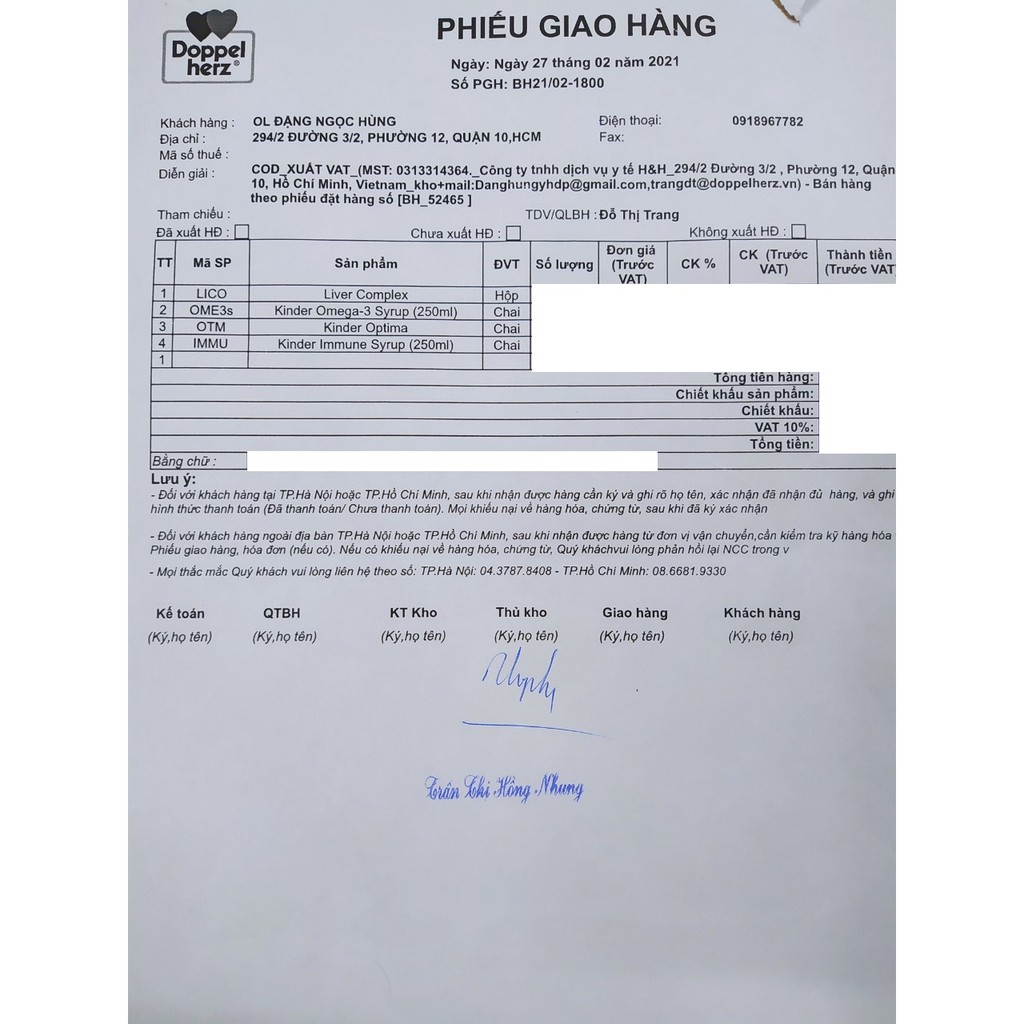 Doppel
herz®
PHIẾU GIAO HÀNG
Ngày: Ngày 27 tháng 02 năm 2021
Số PGH: BH21/02-1800
Khách hàng : OL ĐẶNG NGỌC HÙNG Điện thoại: 0918967782
Địa chỉ : 294/2 ĐƯỜNG 3/2, PHƯỜNG 12, QUẬN 10,HCM Fax:
Mã số thuế :
Diễn giải : COD_XUẤT VAT_(MST: 0313314364._Công ty tnhh dịch vụ y tế H&H_294/2 Đường 3/2 , Phường 12, Quận
10, Hồ Chí Minh, Vietnam_kho+mail:Danghungyhdp@gmail.com,trangdt@doppelherz.vn) - Bán hàng
theo phiếu đặt hàng số [BH_52465 ]
Tham chiếu : TDV/QLBH : Đỗ Thị Trang
Đã xuất HĐ : Chưa xuất HĐ : Không xuất HĐ :
TT Mã SP Sản phẩm ĐVT Số lượng Đơn giá (Trước VAT) CK % CK (Trước VAT) Thành tiền (Trước VAT
1 LICO Liver Complex Hộp
2 OME3s Kinder Omega-3 Syrup (250ml) Chai
3 OTM Kinder Optima Chai
4 IMMU Kinder Immune Syrup (250ml) Chai
1
Tổng tiền hàng:
Chiết khấu sản phẩm:
Chiết khấu:
VAT 10%:
Tổng tiền:
Bằng chữ :
Lưu ý:
- Đối với khách hàng tại TP.Hà Nội hoặc TP.Hồ Chí Minh, sau khi nhận được hàng cần ký và ghi rõ họ tên, xác nhận đã nhận đủ hàng, và ghi
hình thức thanh toán (Đã thanh toán/ Chưa thanh toán). Mọi khiếu nại về hàng hóa, chứng từ, sau khi đã ký xác nhận
- Đối với khách hàng ngoài địa bàn TP.Hà Nội hoặc TP.Hồ Chí Minh, sau khi nhận được hàng từ đơn vị vận chuyển,cần kiểm tra kỹ hàng hóa
Phiếu giao hàng, hóa đơn (nếu có). Nếu có khiếu nại về hàng hóa, chứng từ, Quý kháchvui lòng phản hồi lại NCC trong v
- Mọi thắc mắc Quý khách vui lòng liên hệ theo số: TP.Hà Nội: 04.3787.8408 - TP.Hồ Chí Minh: 08.6681.9330
Kế toán QTBH KT Kho Thủ kho Giao hàng Khách hàng
(Ký,họ tên) (Ký,họ tên) (Ký,họ tên) (Ký,họ tên) (Ký,họ tên) (Ký,họ tên)
Trần Thị Hồng Nhung